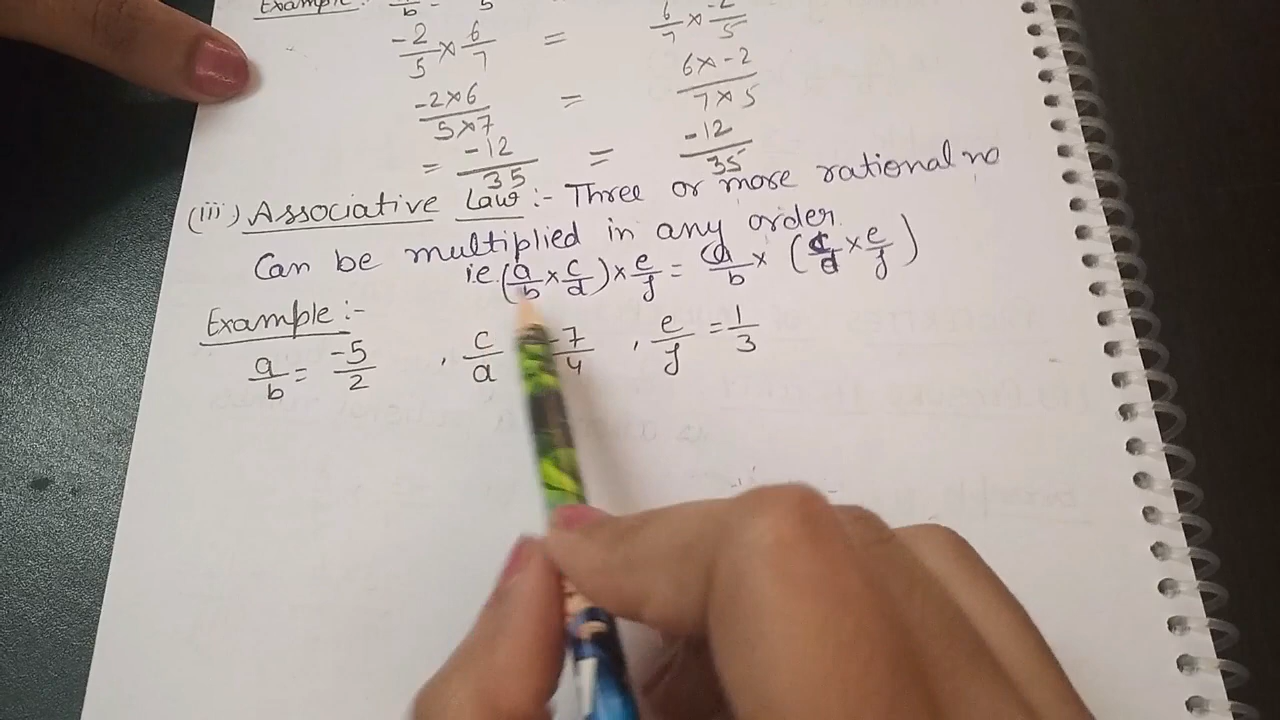 Example:
-2/5 × 6/7 = 6/7 × -2/5
-2×6/5×7 = 6×-2/7×5
= -12/35 = -12/35
(iii) Associative Law :- Three or more rational no
Can be multiplied in any order.
i.e. (a/b × c/d) × e/f = a/b × (c/d × e/f)
Example :-
a/b = -5/2 , c/d -7/4 , e/f = 1/3